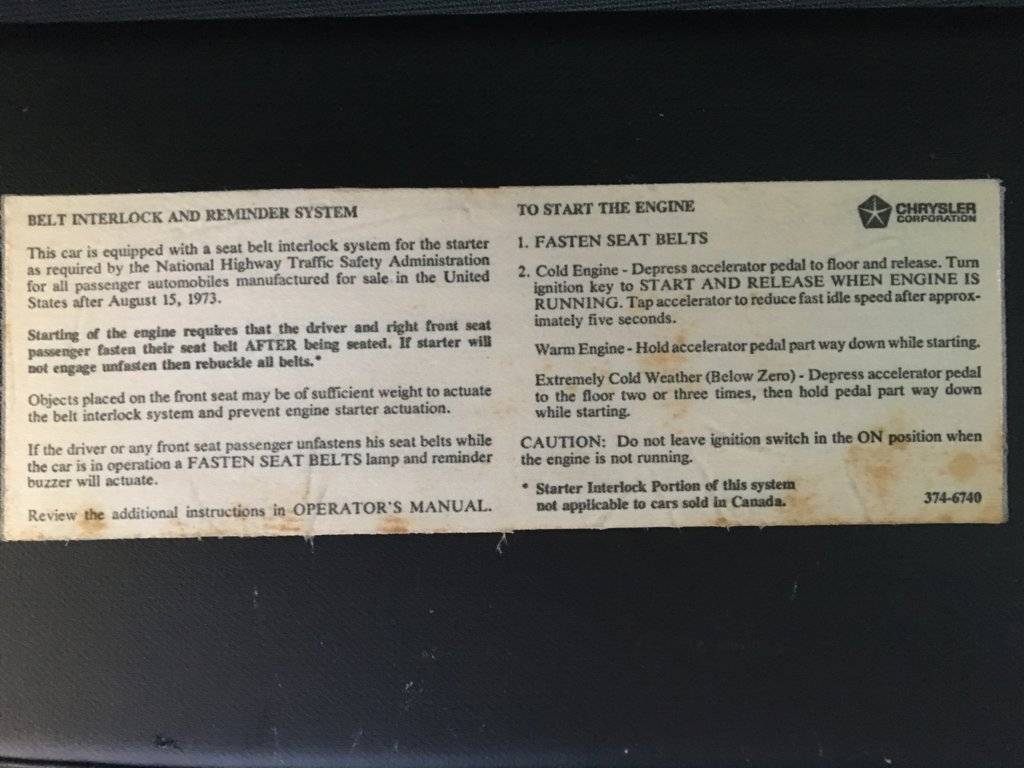 BELT INTERLOCK AND REMINDER SYSTEM
This car is equipped with a seat belt interlock system for the starter
as required by the National Highway Traffic Safety Administration
for all passenger automobiles manufactured for sale in the United
States after August 15, 1973.
Starting of the engine requires that the driver and right front seat
passenger fasten their seat belt AFTER being seated. If starter will
not engage unfasten then rebuckle all belts.*
Objects placed on the front seat may be of sufficient weight to actuate
the belt interlock system and prevent engine starter actuation.
If the driver or any front seat passenger unfastens his seat belts while
the car is in operation a FASTEN SEAT BELTS lamp and reminder
buzzer will actuate.
Review the additional instructions in OPERATOR'S MANUAL.
TO START THE ENGINE
CHRYSLER
CORPORATION
1. FASTEN SEAT BELTS
2. Cold Engine - Depress accelerator pedal to floor and release. Turn
ignition key to START AND RELEASE WHEN ENGINE IS
RUNNING. Tap accelerator to reduce fast idle speed after approx-
imately five seconds.
Warm Engine - Hold accelerator pedal part way down while starting.
Extremely Cold Weather (Below Zero) - Depress accelerator pedal
to the floor two or three times, then hold pedal part way down
while starting.
CAUTION: Do not leave ignition switch in the ON position when
the engine is not running.
* Starter Interlock Portion of this system
not applicable to cars sold in Canada.
374-6740